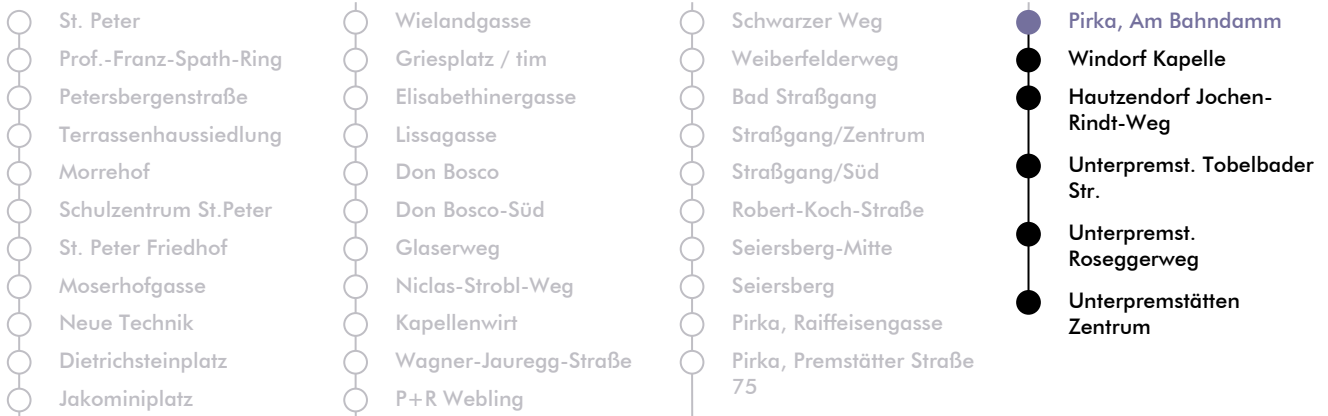 St. Peter
Prof.-Franz-Spath-Ring
Petersbergenstraße
Terrassenhaussiedlung
Morrehof
Schulzentrum St.Peter
St. Peter Friedhof
Moserhofgasse
Neue Technik
Dietrichsteinplatz
Jakominiplatz
Wielandgasse
Griesplatz / tim
Elisabethinergasse
Lissagasse
Don Bosco
Don Bosco-Süd
Glaserweg
Niclas-Strobl-Weg
Kapellenwirt
Wagner-Jauregg-Straße
P+R Webling
Schwarzer Weg
Weiberfelderweg
Bad Straßgang
Straßgang/Zentrum
Straßgang/Süd
Robert-Koch-Straße
Seiersberg-Mitte
Seiersberg
Pirka, Raiffeisengasse
Pirka, Premstätter Straße
75
Pirka, Am Bahndamm
Windorf Kapelle
Hautzendorf Jochen-
Rindt-Weg
Unterpremst. Tobelbader
Str.
Unterpremst.
Roseggerweg
Unterpremstätten
Zentrum